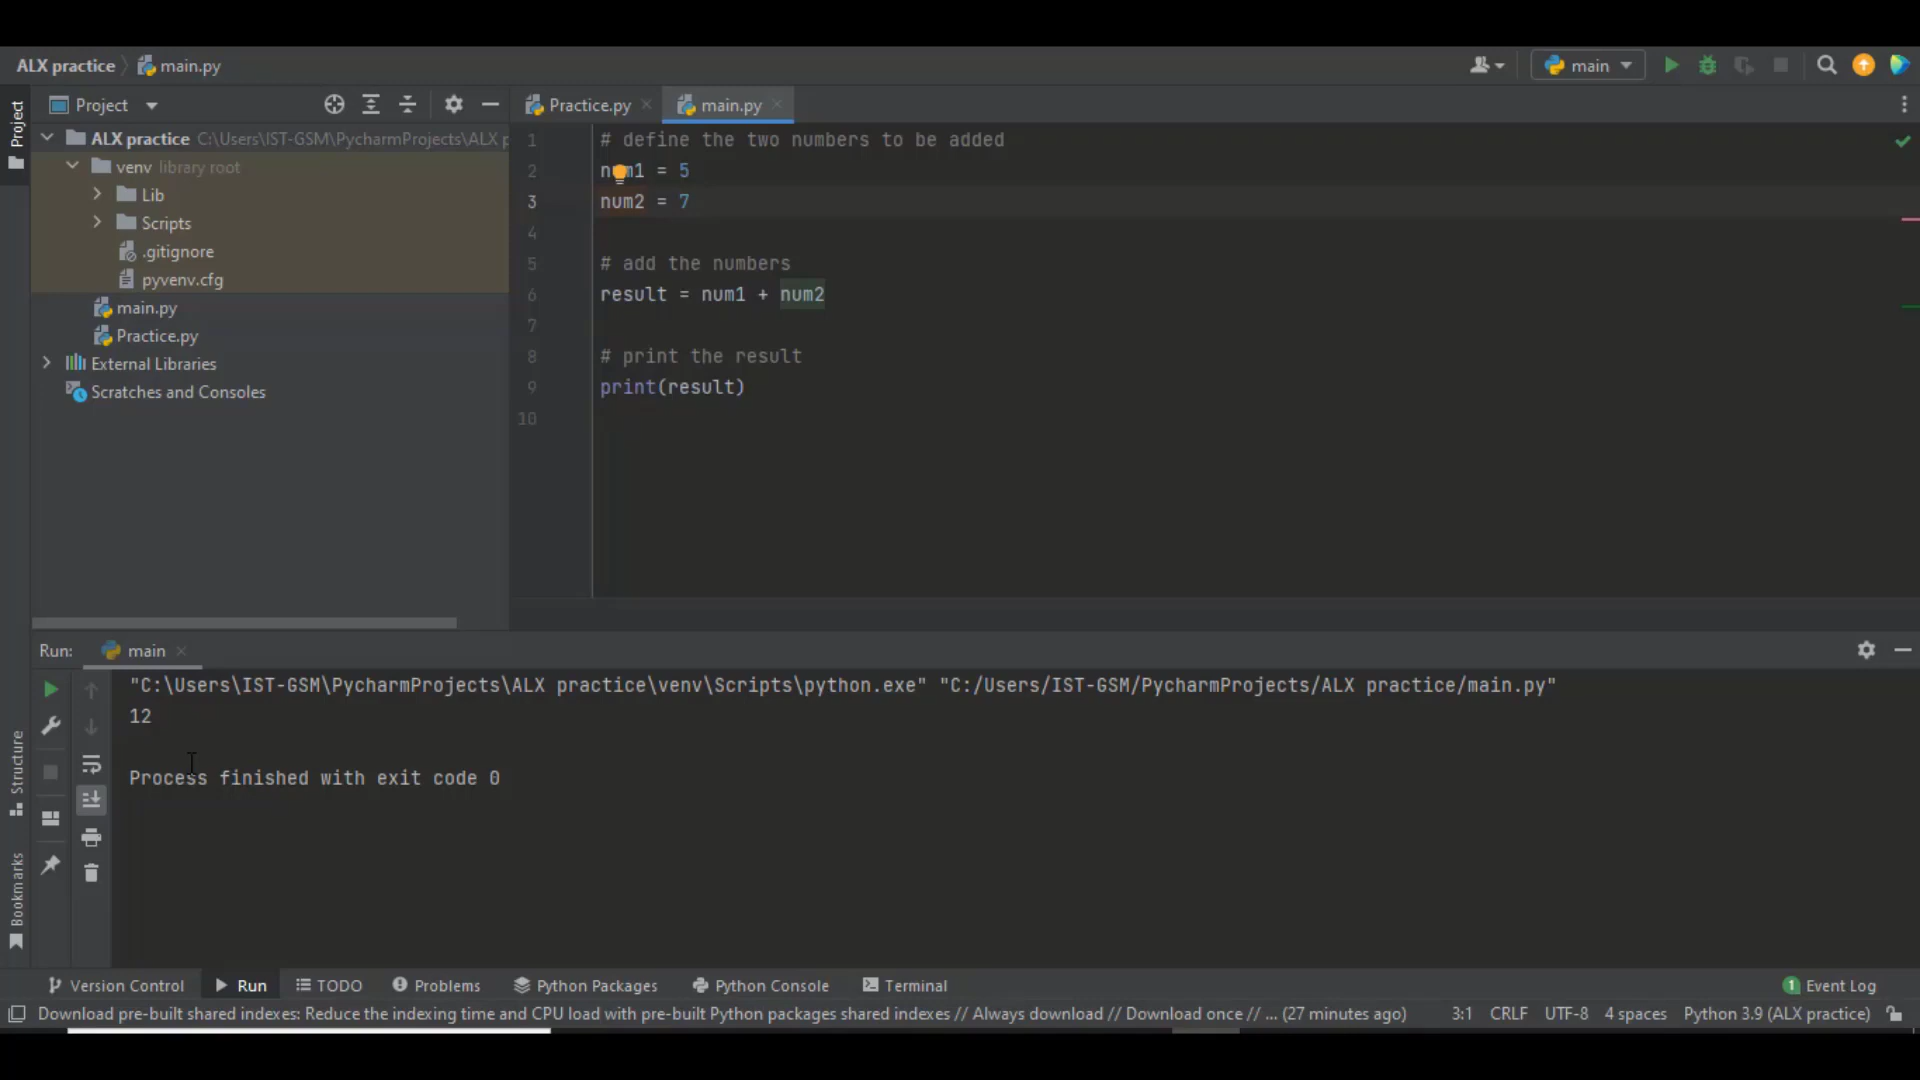 ALX practice main.py
main
Project
Project
Practice.py
main.py
ALX practice C:\Users\IST-GSM\PycharmProjects\ALX p
venv library root
Lib
Scripts
.gitignore
pyvenv.cfg
main.py
Practice.py
External Libraries
Scratches and Consoles
1 # define the two numbers to be added
2 num1 = 5
3 num2 = 7
4
5 # add the numbers
6 result = num1 + num2
7
8 # print the result
9 print(result)
10
Run: main
"C:\Users\IST-GSM\PycharmProjects\ALX practice\venv\Scripts\python.exe" "C:/Users/IST-GSM/PycharmProjects/ALX practice/main.py"
12
Process finished with exit code 0
Structure
Bookmarks
Version Control Run TODO Problems Python Packages Python Console Terminal 1 Event Log
Download pre-built shared indexes: Reduce the indexing time and CPU load with pre-built Python packages shared indexes // Always download // Download once // ... (27 minutes ago) 3:1 CRLF UTF-8 4 spaces Python 3.9 (ALX practice)